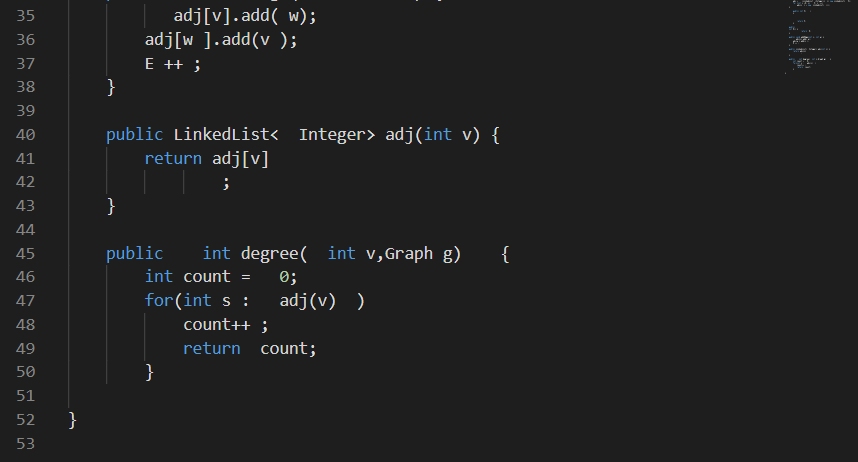 35 adj[v].add( w);
36 adj[w ].add(v );
37 E ++ ;
38 }
39
40 public LinkedList<  Integer> adj(int v) {
41 return adj[v]
42 ;
43 }
44
45 public    int degree(  int v,Graph g)    {
46 int count =   0;
47 for(int s :   adj(v)  )
48 count++ ;
49 return  count;
50 }
51
52 }
53